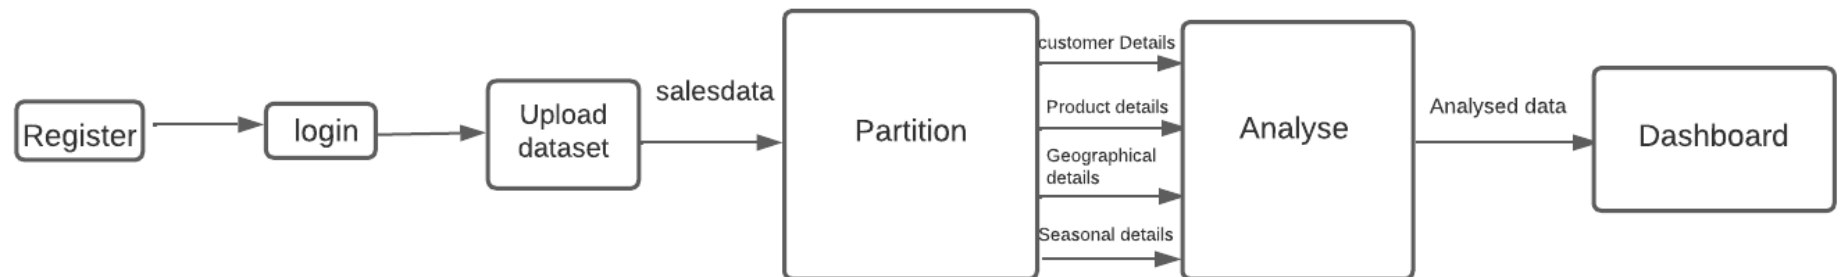 Register
login
Upload
dataset
salesdata
Partition
customer Details
Product details
Geographical
details
Seasonal details
Analyse
Analysed data
Dashboard